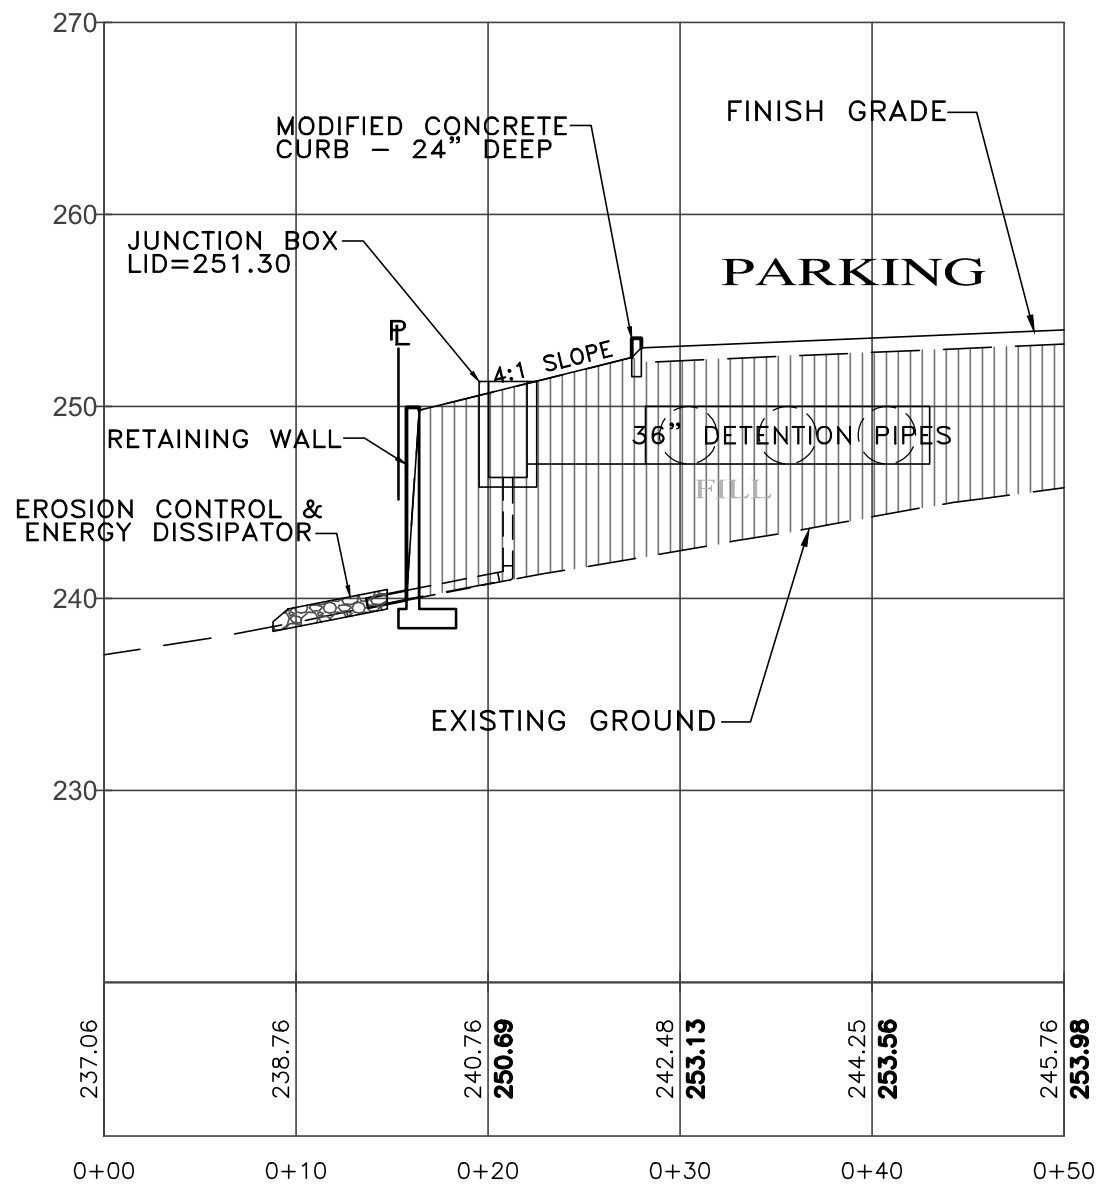 270
FINISH GRADE
MODIFIED CONCRETE
CURB – 24” DEEP
260
JUNCTION BOX
LID=251.30
PARKING
PL
4:1 SLOPE
250
RETAINING WALL
36” DETENTION PIPES
FILL
EROSION CONTROL &
ENERGY DISSIPATOR
240
EXISTING GROUND
230
237.06
238.76
240.76
250.69
242.48
253.13
244.25
253.56
245.76
253.98
0+00 0+10 0+20 0+30 0+40 0+50